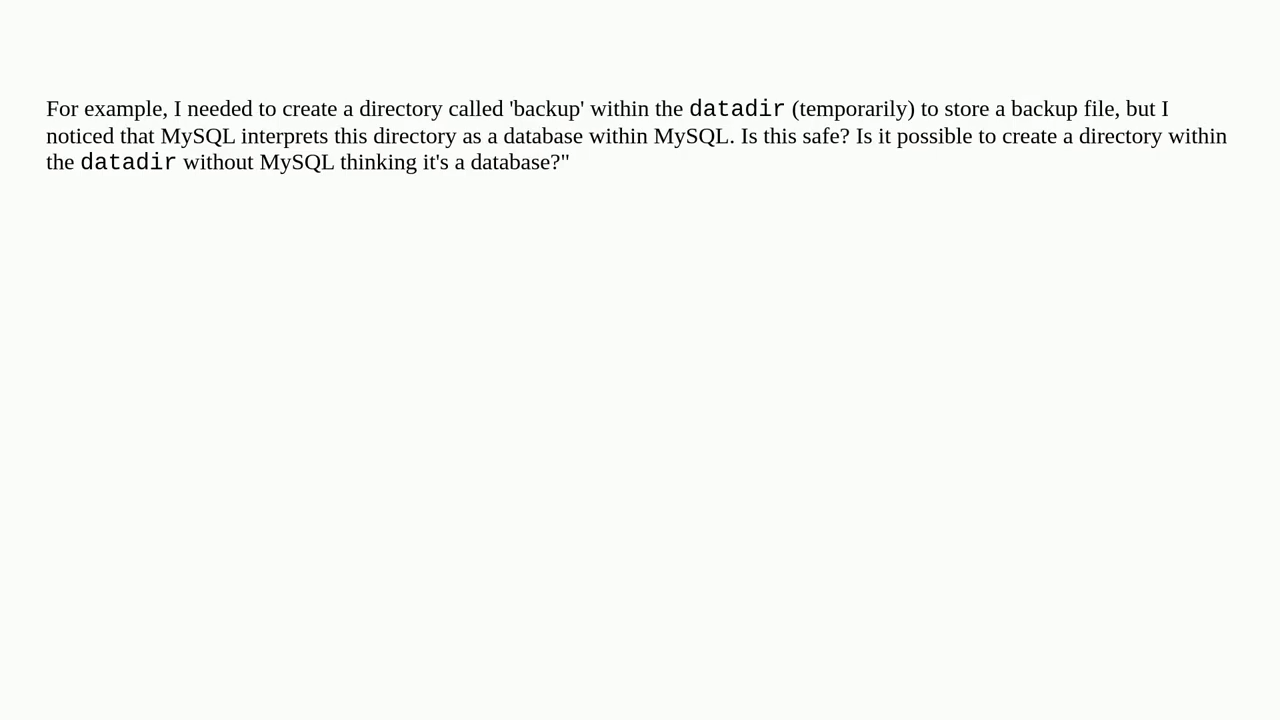 For example, I needed to create a directory called 'backup' within the datadir (temporarily) to store a backup file, but I
noticed that MySQL interprets this directory as a database within MySQL. Is this safe? Is it possible to create a directory within
the datadir without MySQL thinking it's a database?"